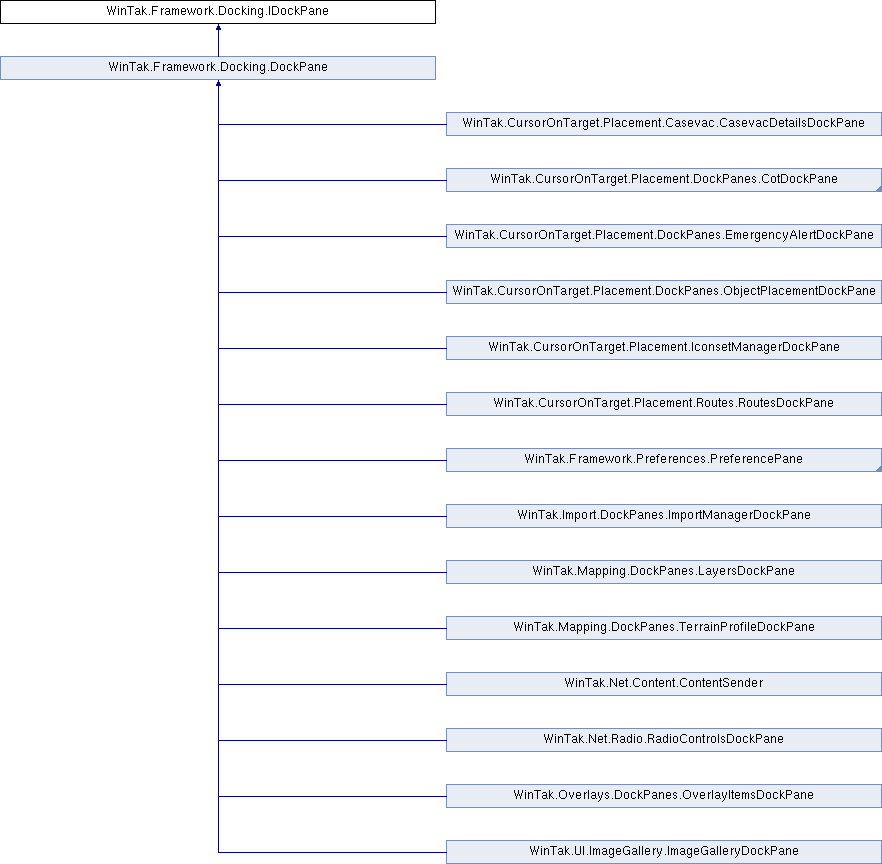 WinTak.Framework.Docking.IDockPane
WinTak.Framework.Docking.DockPane
WinTak.CursorOnTarget.Placement.Casevac.CasevacDetailsDockPane
WinTak.CursorOnTarget.Placement.DockPanes.CotDockPane
WinTak.CursorOnTarget.Placement.DockPanes.EmergencyAlertDockPane
WinTak.CursorOnTarget.Placement.DockPanes.ObjectPlacementDockPane
WinTak.CursorOnTarget.Placement.IconsetManagerDockPane
WinTak.CursorOnTarget.Placement.Routes.RoutesDockPane
WinTak.Framework.Preferences.PreferencePane
WinTak.Import.DockPanes.ImportManagerDockPane
WinTak.Mapping.DockPanes.LayersDockPane
WinTak.Mapping.DockPanes.TerrainProfileDockPane
WinTak.Net.Content.ContentSender
WinTak.Net.Radio.RadioControlsDockPane
WinTak.Overlays.DockPanes.OverlayItemsDockPane
WinTak.UI.ImageGallery.ImageGalleryDockPane